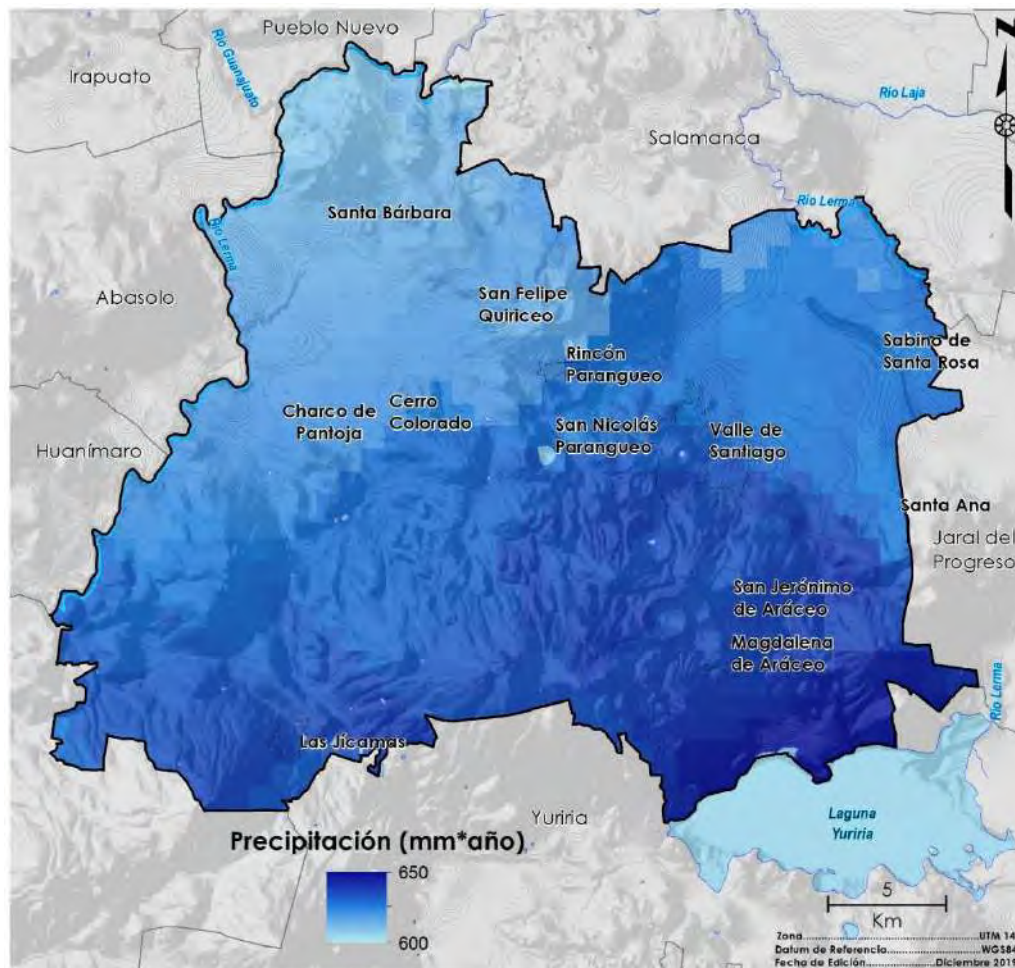 Pueblo Nuevo
Río Guanajuato
Irapuato
Río Laja
Salamanca
Río Lerma
Santa Bárbara
Río Lerma
Abasolo
San Felipe
Quiriceo
Rincón
Parangueo
Sabino de
Santa Rosa
Charco de
Pantoja
Cerro
Colorado
San Nicolás
Parangueo
Valle de
Santiago
Huanímaro
Santa Ana
Jaral del
Progreso
San Jerónimo
de Aráceo
Magdalena
de Aráceo
Río Lerma
Las Jícamas
Yuriria
Laguna
Yuriria
Precipitación (mm*año)
650
600
5
Km
Zona UTM 14
Datum de Referencia WGS84
Fecha de Edición Diciembre 2019